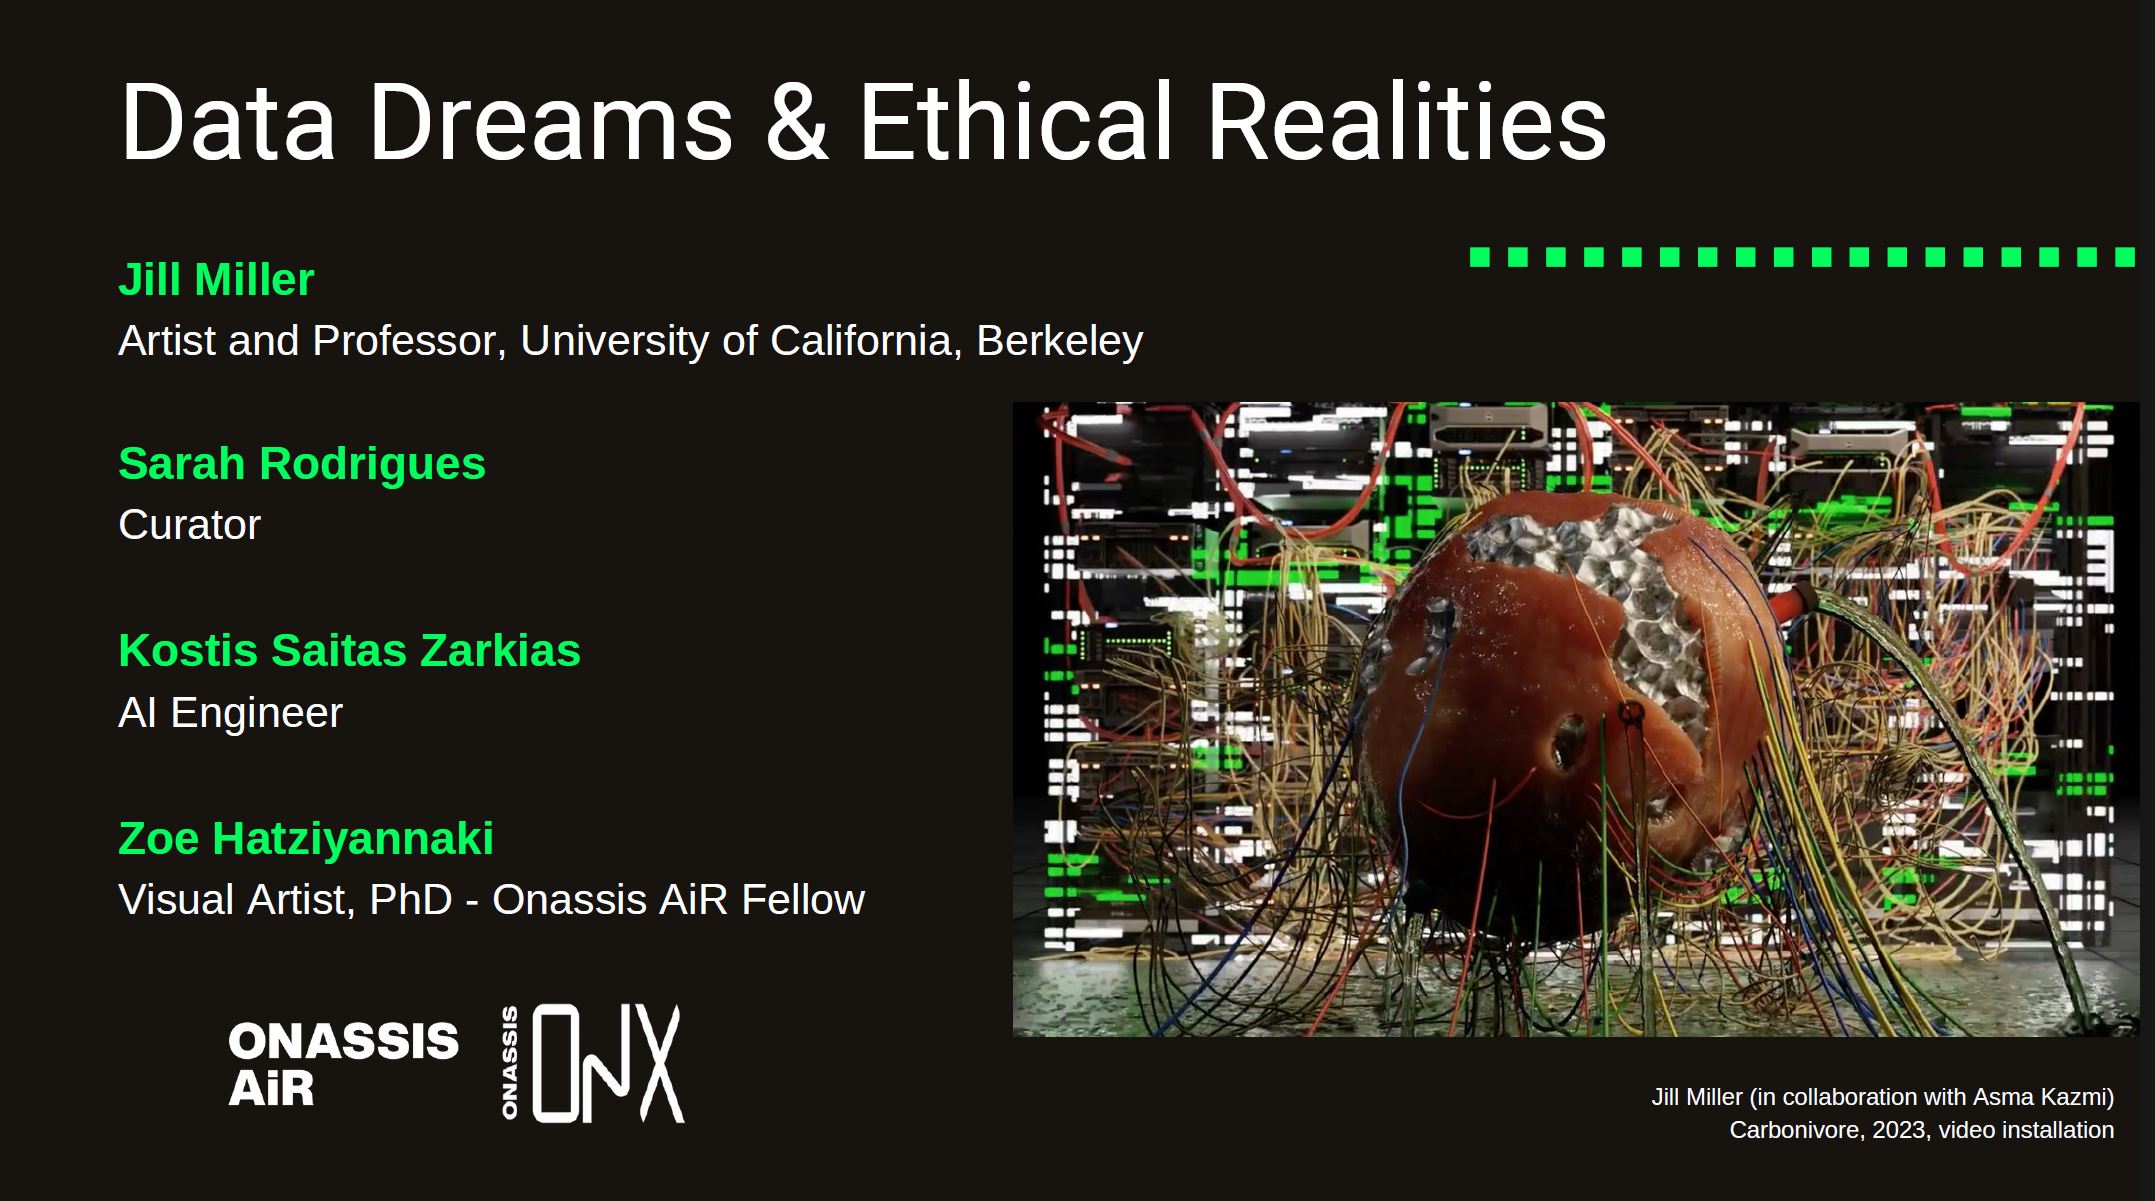 Data Dreams & Ethical Realities
Jill Miller
Artist and Professor, University of California, Berkeley
Sarah Rodrigues
Curator
Kostis Saitas Zarkias
AI Engineer
Zoe Hatziyannaki
Visual Artist, PhD - Onassis AiR Fellow
ONASSIS
AiR
ONASSIS
ONX
Jill Miller (in collaboration with Asma Kazmi)
Carbonivore, 2023, video installation